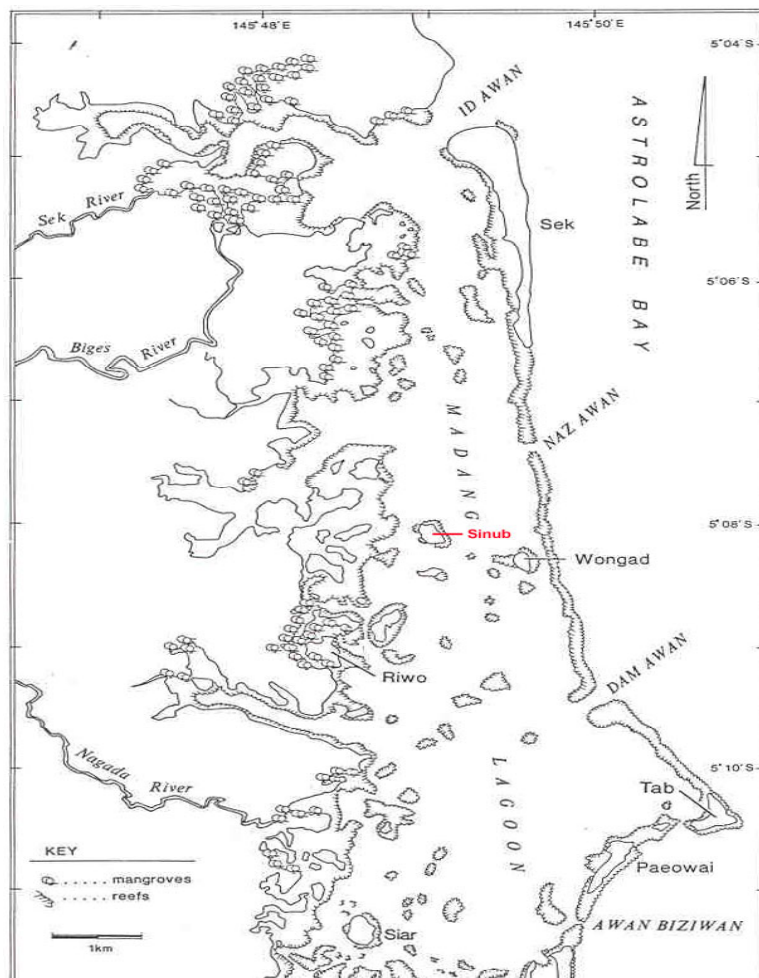 145°48´E
145°50´E
5°04´S
ID AWAN
ASTROLABE BAY
North
Sek
Sek River
5°06´S
Biges River
MADANG
NAZ AWAN
5°08´S
Sinub
Wongad
Riwo
DAM AWAN
Nagada River
LAGOON
5°10´S
Tab
KEY
Paeowai
mangroves
reefs
AWAN BIZIWAN
Siar
1km